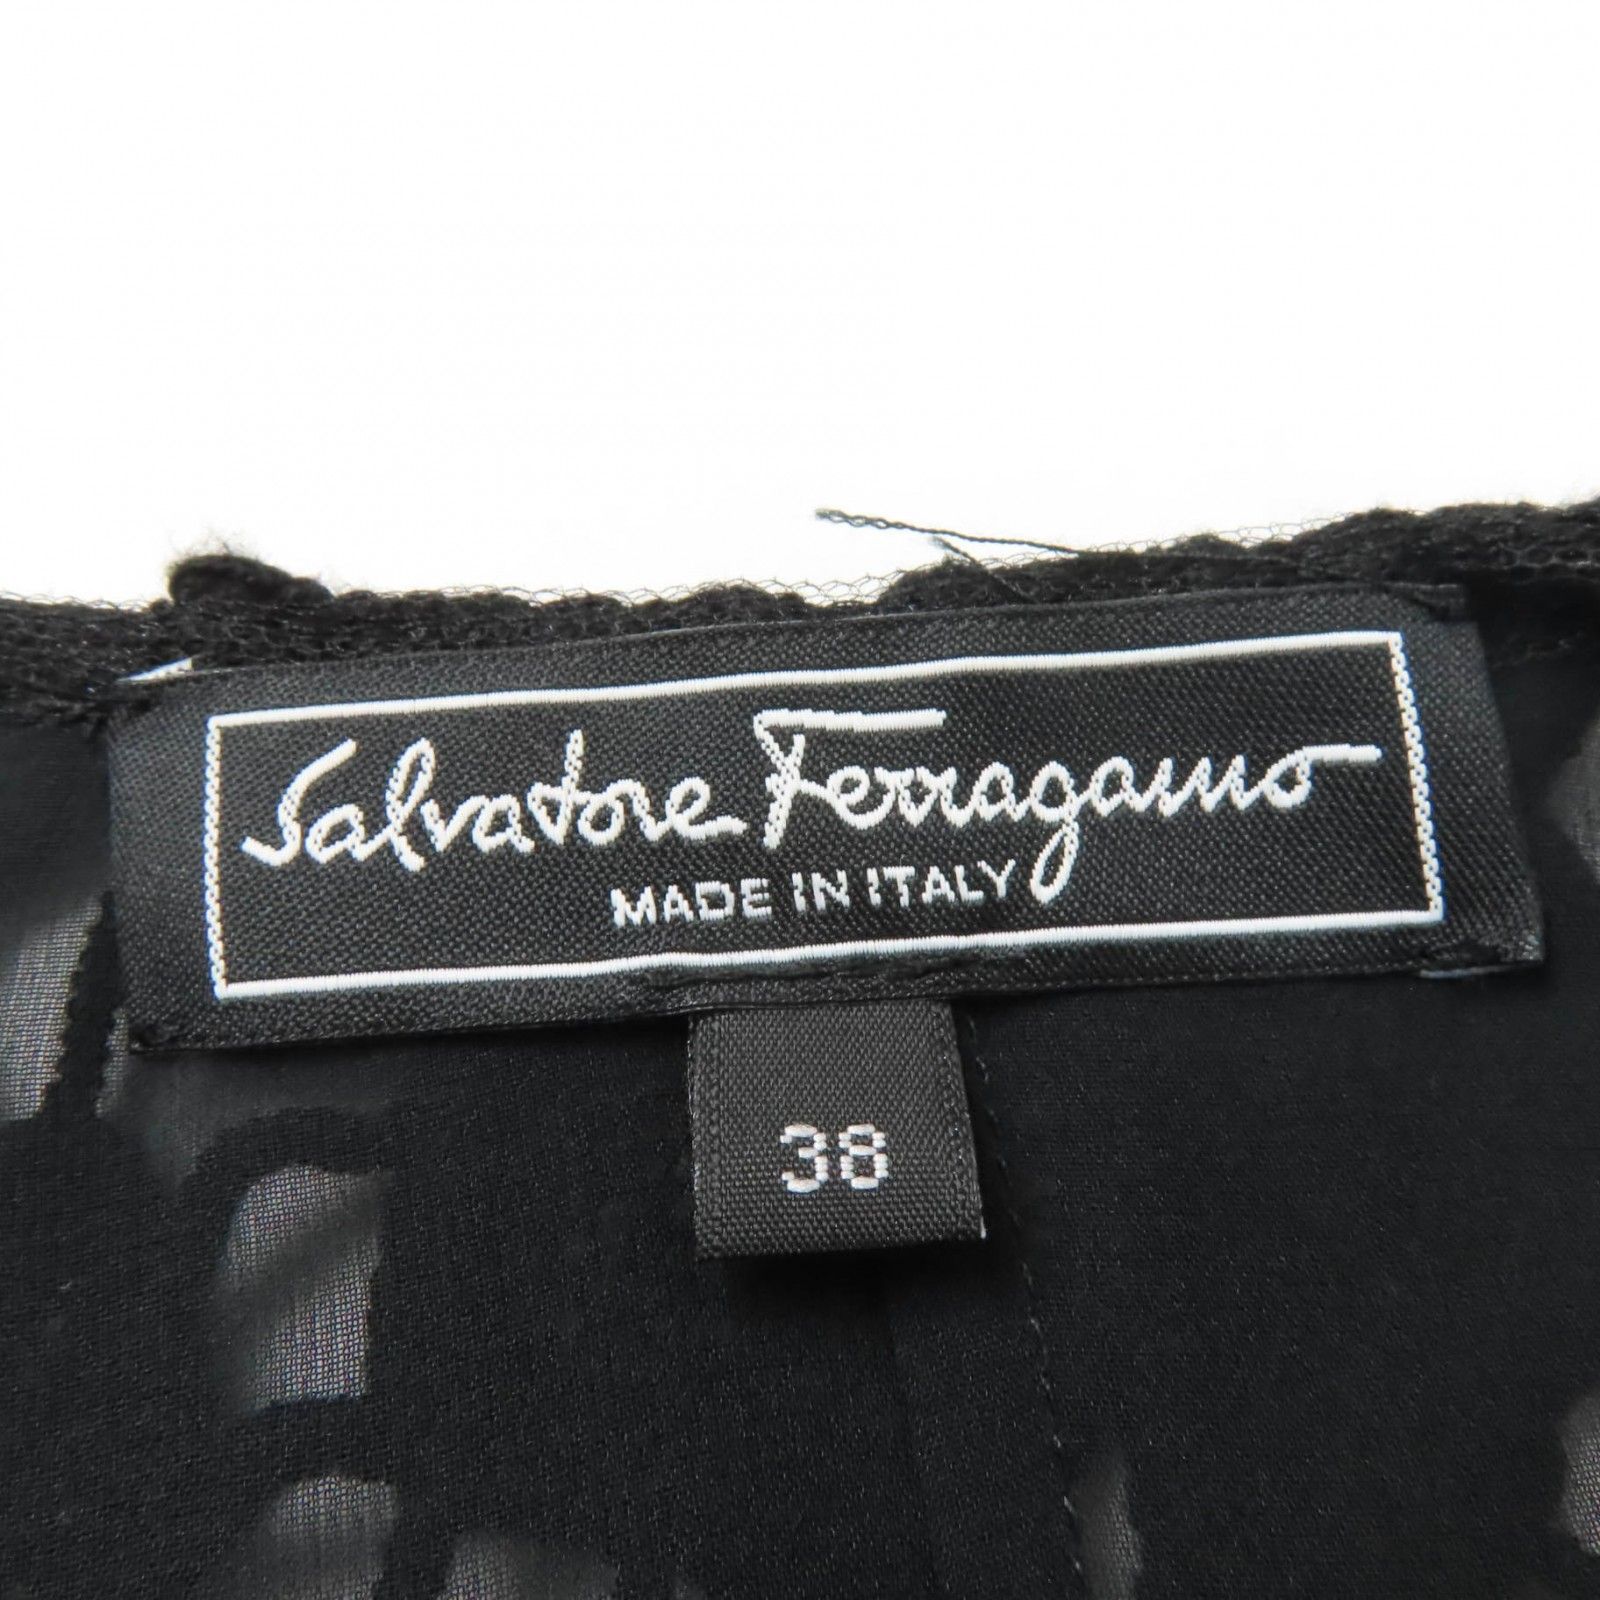 Salvatore Ferragamo
MADE IN ITALY
38